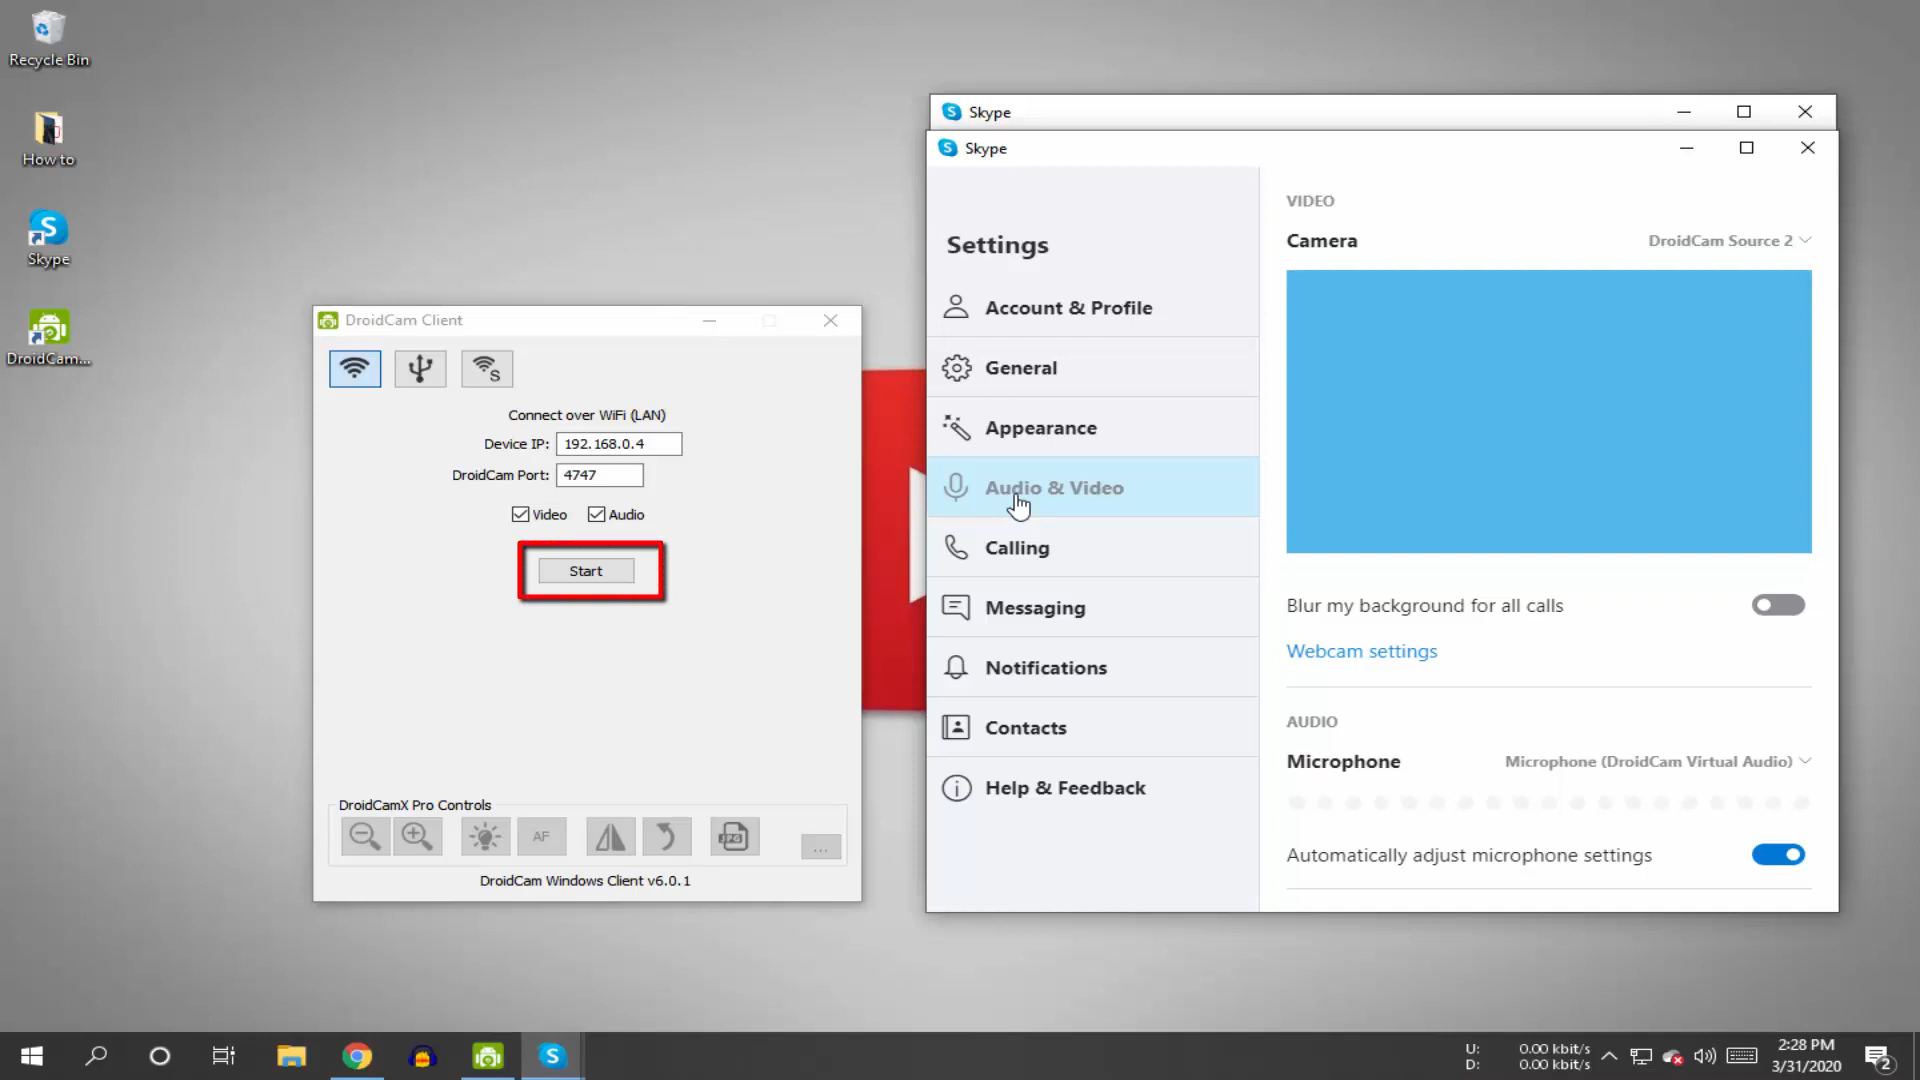 Recycle Bin
How to
Skype
DroidCam...
DroidCam Client
S
Connect over WiFi (LAN)
Device IP: 192.168.0.4
DroidCam Port: 4747
Video Audio
Start
DroidCamX Pro Controls
AF
JPG
...
DroidCam Windows Client v6.0.1
Skype
Skype
Settings
Account & Profile
General
Appearance
Audio & Video
Calling
Messaging
Notifications
Contacts
Help & Feedback
VIDEO
Camera DroidCam Source 2
Blur my background for all calls
Webcam settings
AUDIO
Microphone Microphone (DroidCam Virtual Audio)
Automatically adjust microphone settings
U: 0.00 kbit/s
D: 0.00 kbit/s
2:28 PM
3/31/2020
2